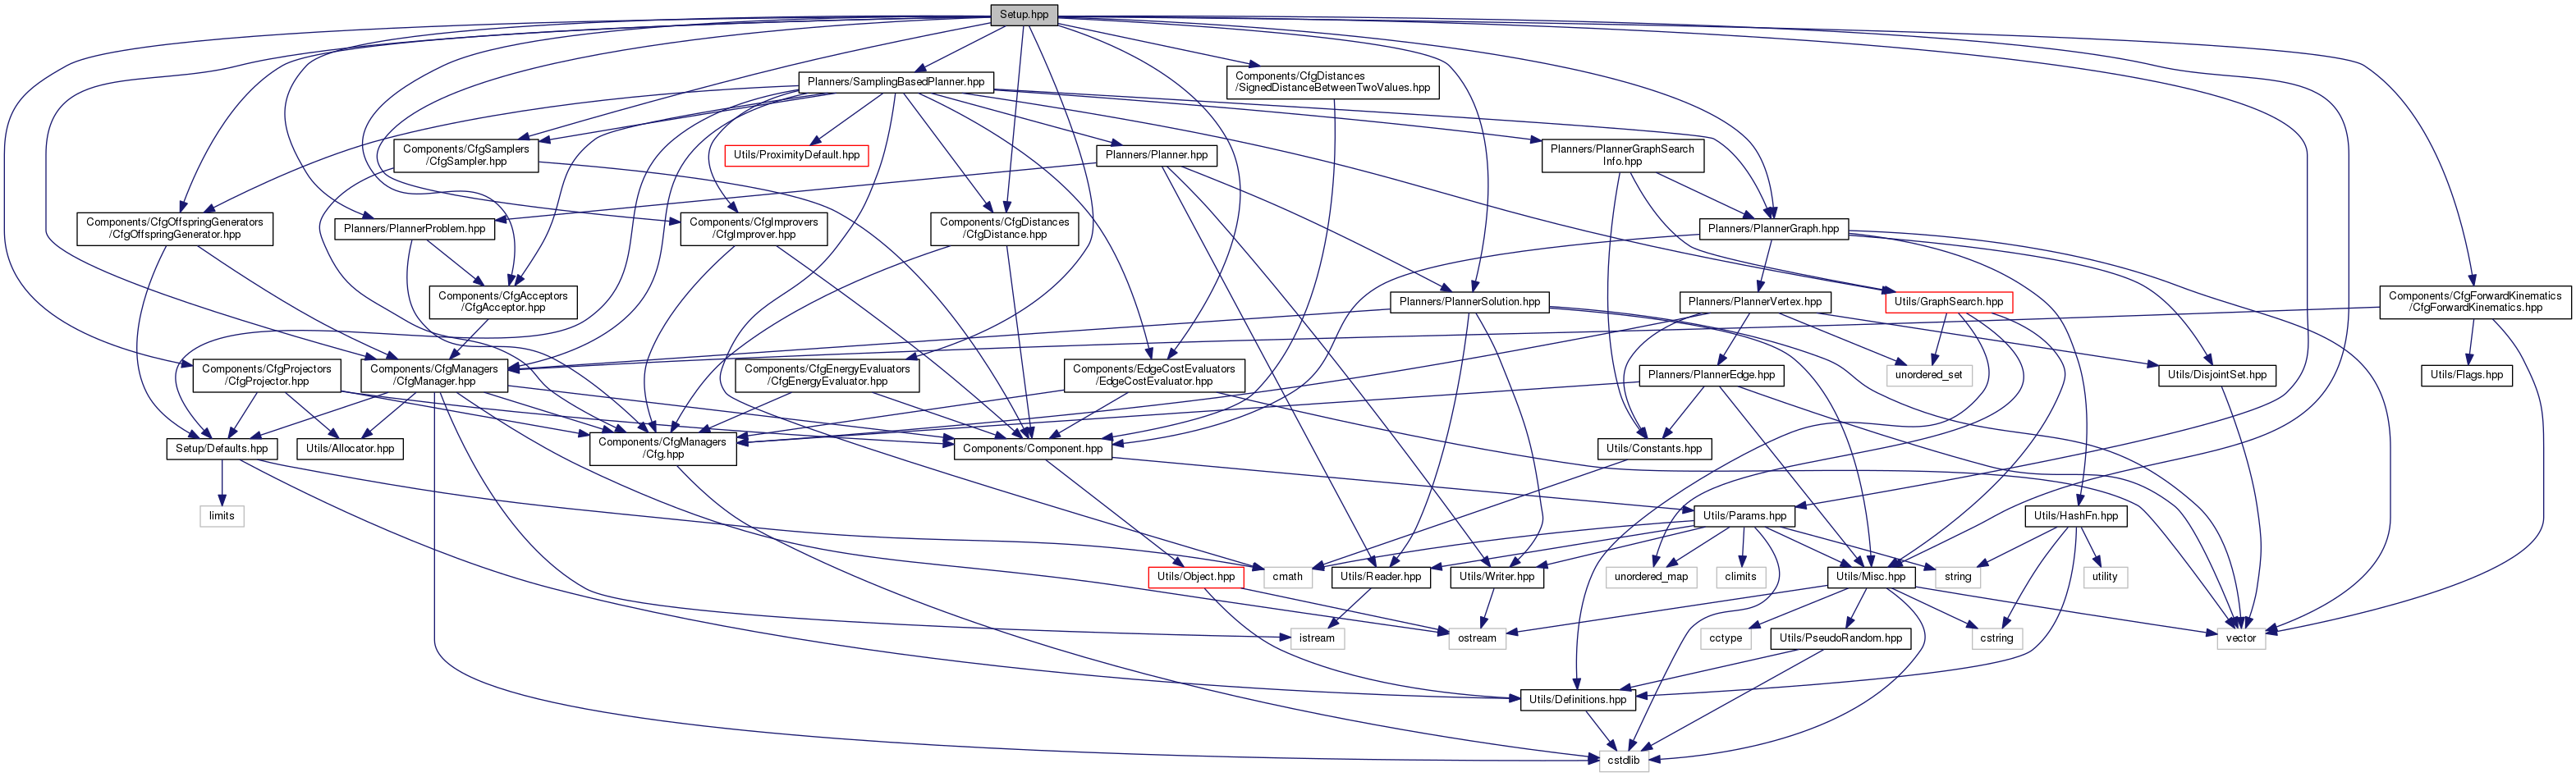 Setup.hpp
Planners/SamplingBasedPlanner.hpp
Components/CfgDistances
/SignedDistanceBetweenTwoValues.hpp
Components/CfgSamplers
/CfgSampler.hpp
Utils/ProximityDefault.hpp
Planners/Planner.hpp
Planners/PlannerGraphSearch
Info.hpp
Components/CfgOffspringGenerators
/CfgOffspringGenerator.hpp
Planners/PlannerProblem.hpp
Components/CfgImprovers
/CfgImprover.hpp
Components/CfgDistances
/CfgDistance.hpp
Planners/PlannerGraph.hpp
Components/CfgAcceptors
/CfgAcceptor.hpp
Planners/PlannerSolution.hpp
Planners/PlannerVertex.hpp
Utils/GraphSearch.hpp
Components/CfgForwardKinematics
/CfgForwardKinematics.hpp
Components/CfgProjectors
/CfgProjector.hpp
Components/CfgManagers
/CfgManager.hpp
Components/CfgEnergyEvaluators
/CfgEnergyEvaluator.hpp
Components/EdgeCostEvaluators
/EdgeCostEvaluator.hpp
Planners/PlannerEdge.hpp
unordered_set
Utils/DisjointSet.hpp
Utils/Flags.hpp
Setup/Defaults.hpp
Utils/Allocator.hpp
Components/CfgManagers
/Cfg.hpp
Components/Component.hpp
Utils/Constants.hpp
limits
Utils/Params.hpp
Utils/HashFn.hpp
Utils/Object.hpp
cmath
Utils/Reader.hpp
Utils/Writer.hpp
unordered_map
climits
Utils/Misc.hpp
string
utility
istream
ostream
cctype
Utils/PseudoRandom.hpp
cstring
vector
Utils/Definitions.hpp
cstdlib